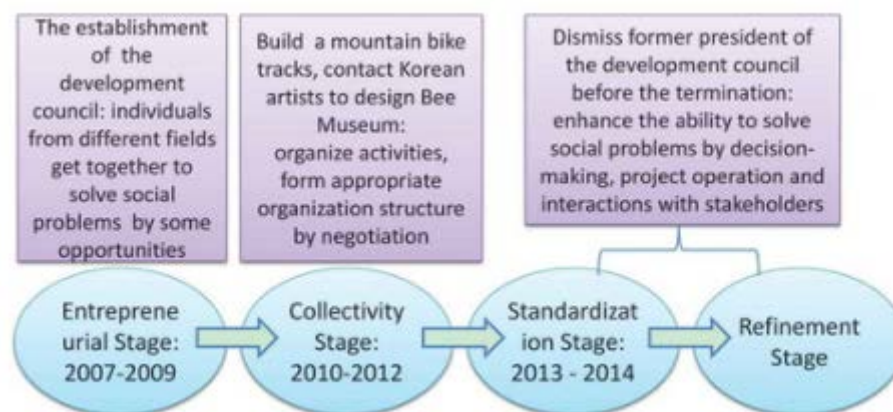 The establishment
of the
development
council: individuals
from different fields
get together to
solve social
problems by some
opportunities
Build a mountain bike
tracks, contact Korean
artists to design Bee
Museum:
organize activities,
form appropriate
organization structure
by negotiation
Dismiss former president of
the development council
before the termination:
enhance the ability to solve
social problems by decision-
making, project operation and
interactions with stakeholders
Entreprene
urial Stage:
2007-2009
Collectivity
Stage:
2010-2012
Standardizat
ion Stage:
2013 - 2014
Refinement
Stage